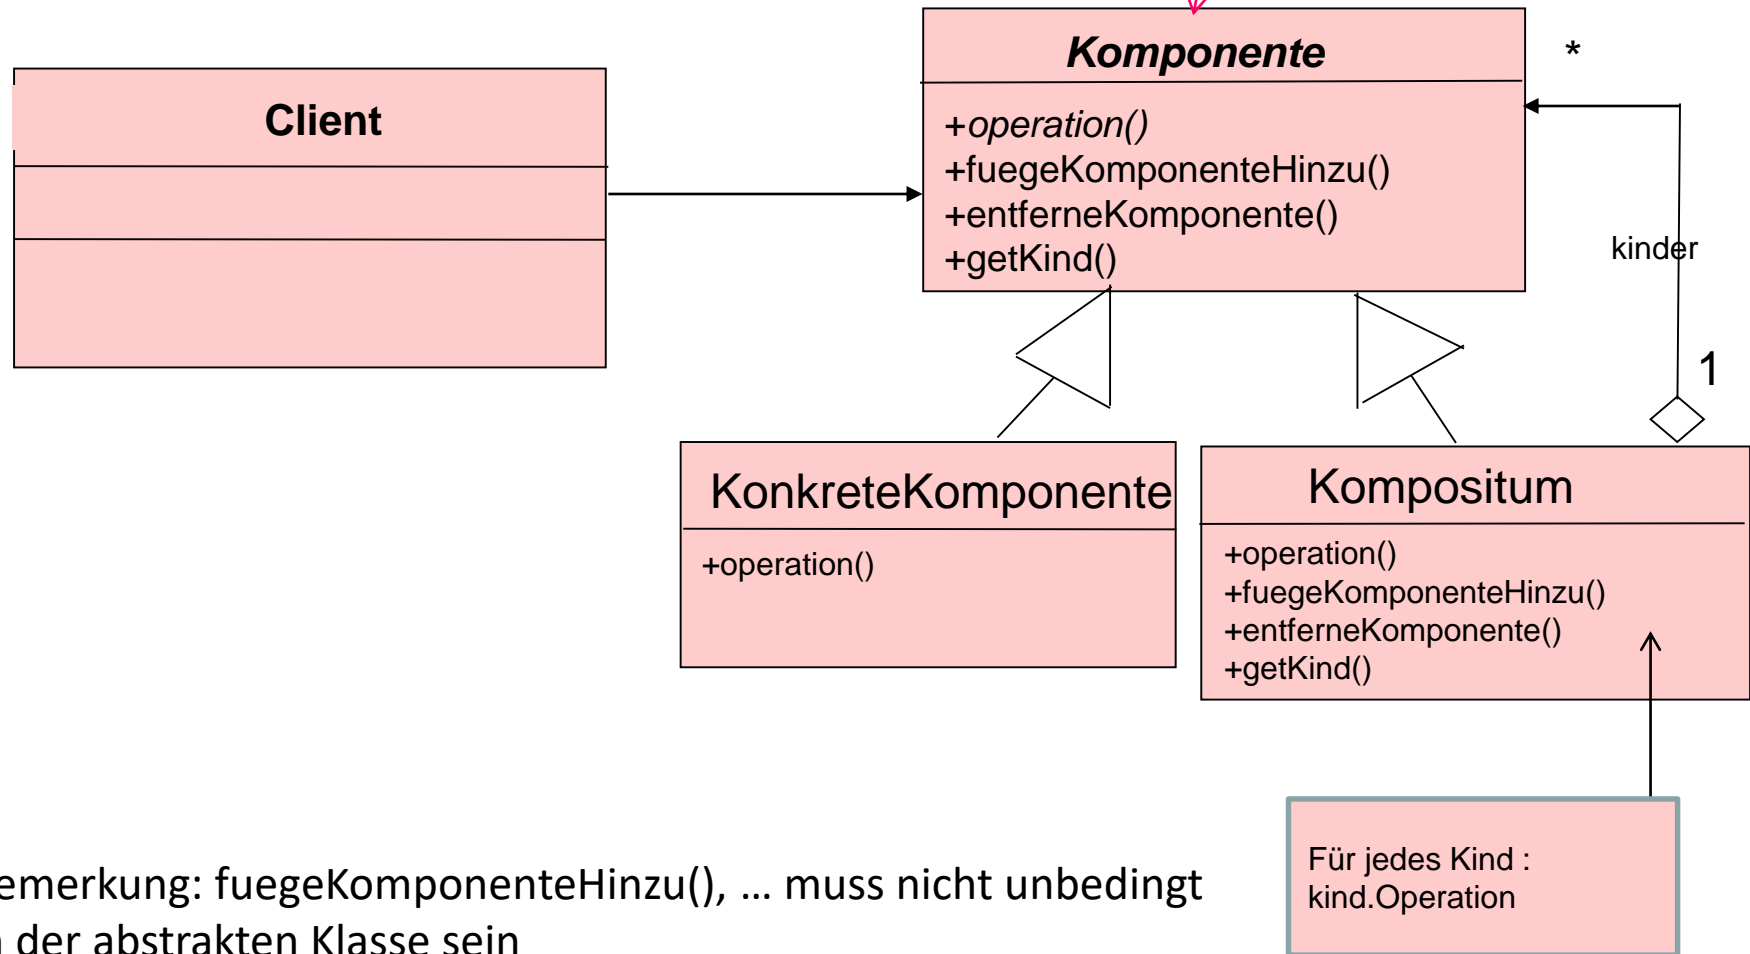 Client
Komponente
*
+operation()
+fuegeKomponenteHinzu()
+entferneKomponente()
+getKind()
kinder
1
KonkreteKomponente
+operation()
Kompositum
+operation()
+fuegeKomponenteHinzu()
+entferneKomponente()
+getKind()
Für jedes Kind :
kind.Operation
emerkung: fuegeKomponenteHinzu(), ... muss nicht unbedingt
der abstrakten Klasse sein